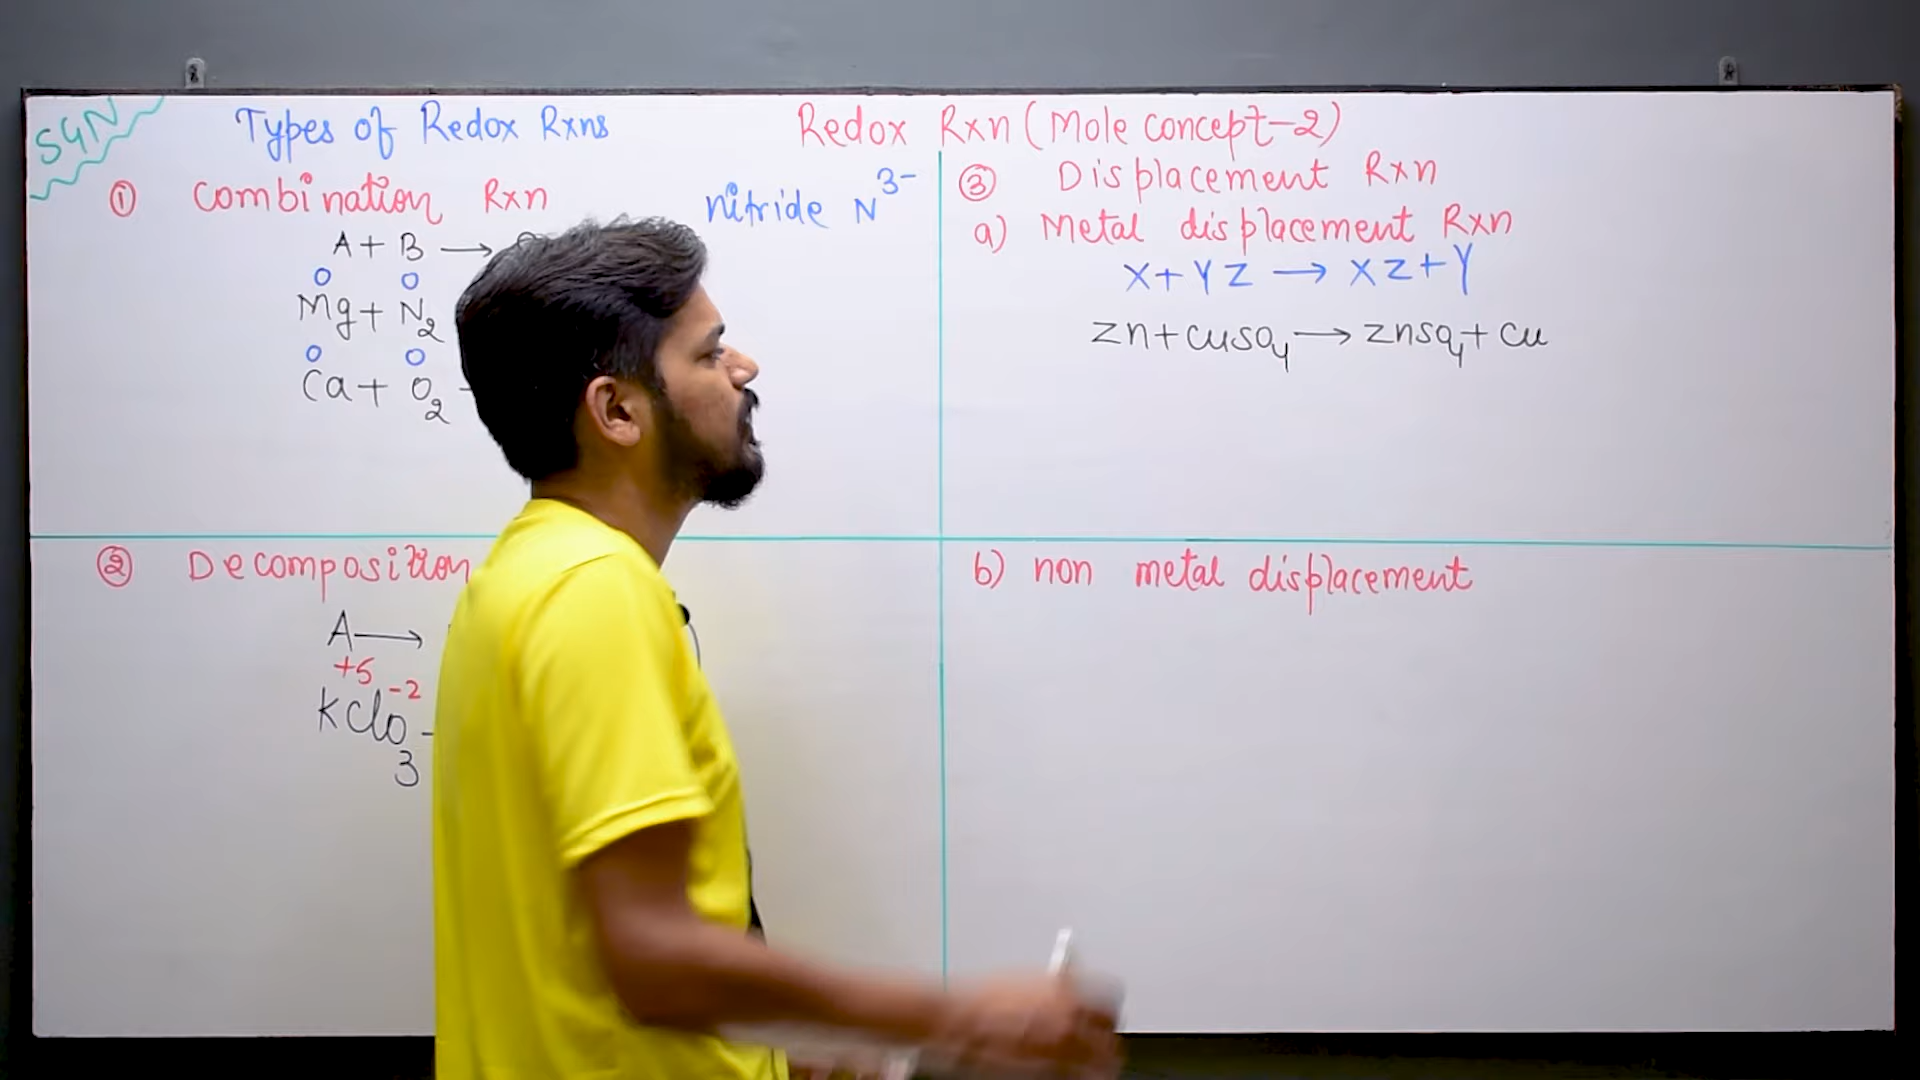 SGN
Types of Redox Rxns
Redox Rxn (Mole concept-2)
① Combination Rxn
nitride N³⁻
A + B ⟶
0 0
Mg + N₂
0 0
Ca + O₂
② Decomposition
A ⟶
+5 -2
KClO₃
③ Displacement Rxn
a) Metal displacement Rxn
X + YZ ⟶ XZ + Y
Zn + CuSO₄ ⟶ ZnSO₄ + Cu
b) non metal displacement